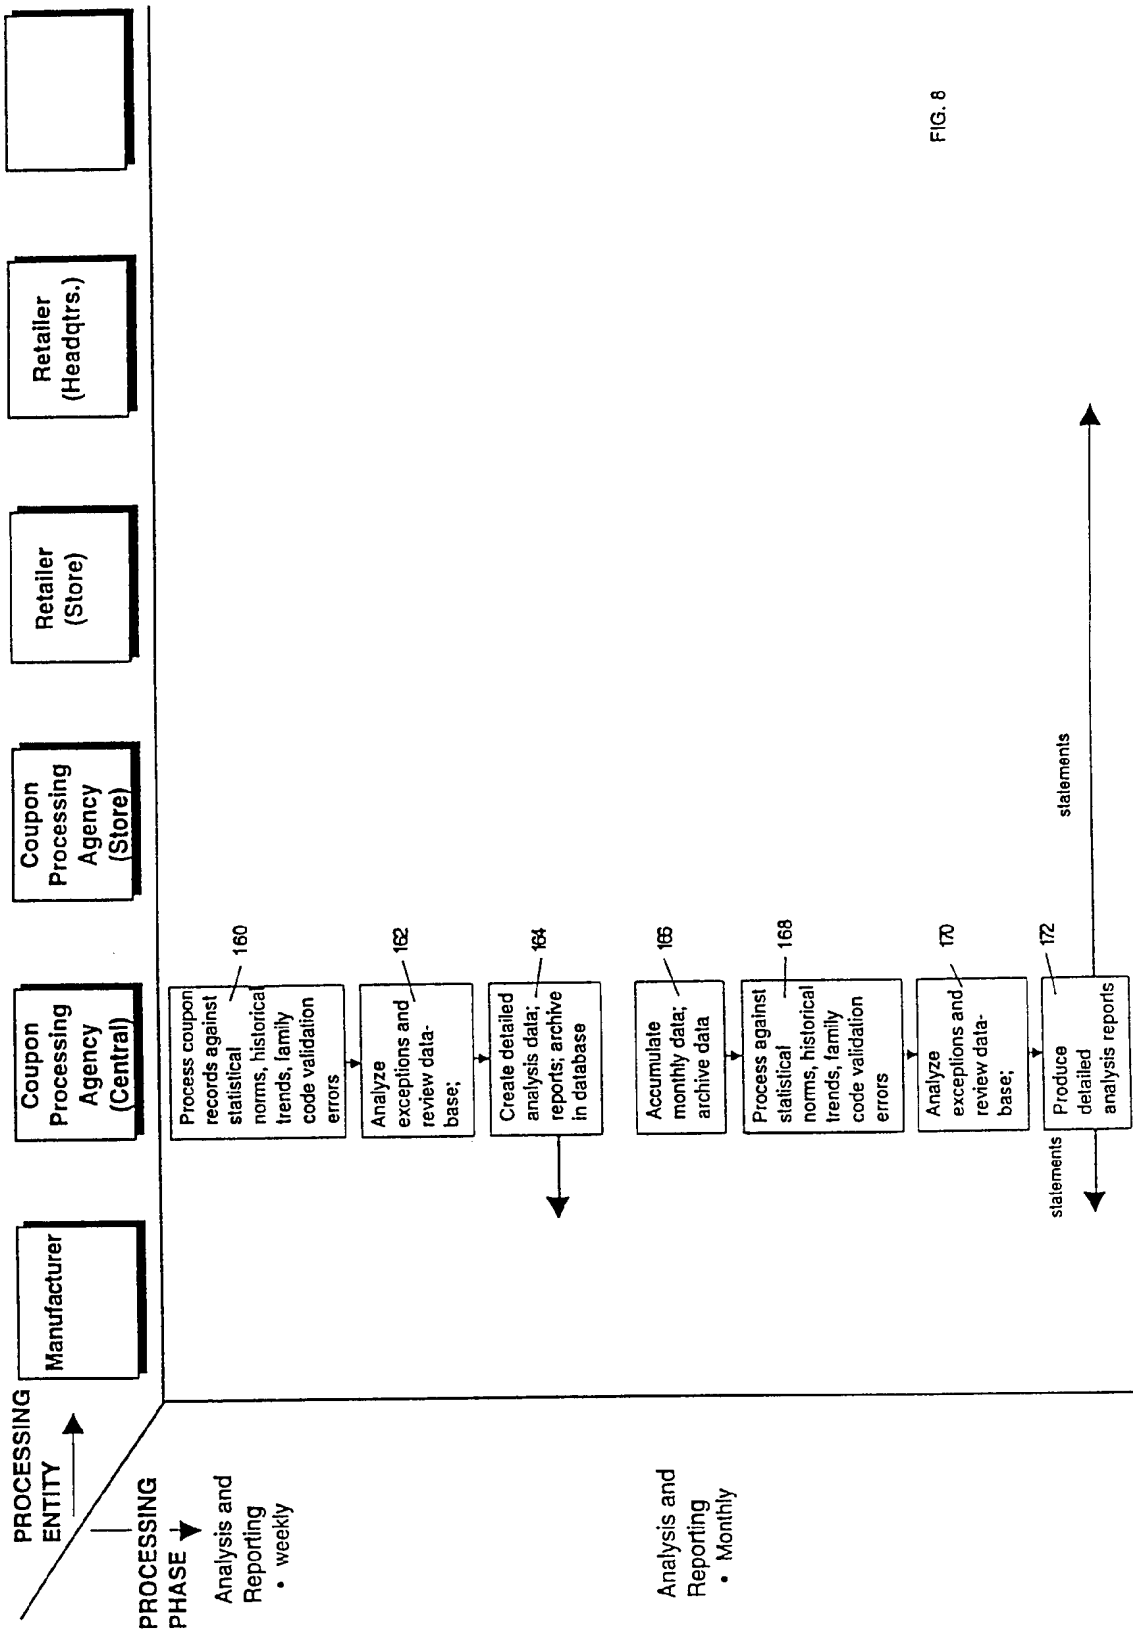 PROCESSING
ENTITY
PROCESSING
PHASE
Manufacturer
Coupon
Processing
Agency
(Central)
Coupon
Processing
Agency
(Store)
Retailer
(Store)
Retailer
(Headqtrs.)
Analysis and
Reporting
• weekly
Process coupon
records against
statistical
norms, historical
trends, family
code validation
errors
160
Analyze
exceptions and
review data-
base;
162
Create detailed
analysis data;
reports; archive
in database
164
Analysis and
Reporting
• Monthly
Accumulate
monthly data;
archive data
166
Process against
statistical
norms, historical
trends, family
code validation
errors
168
Analyze
exceptions and
review data-
base;
170
Produce
detailed
analysis reports
172
statements
statements
FIG. 8